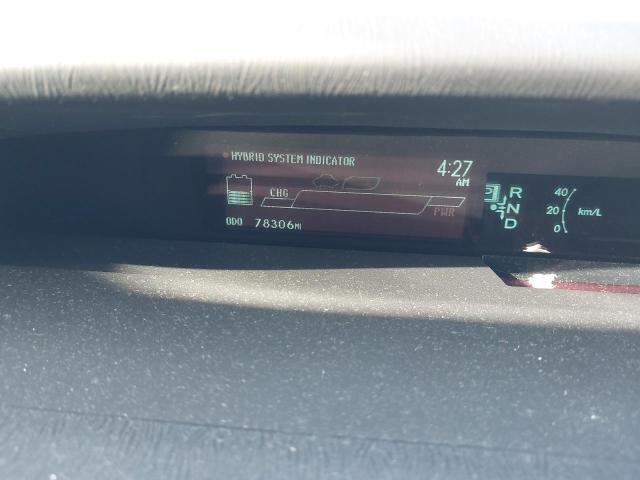 HYBRID SYSTEM INDICATOR
4:27
AM
CHG
PWR
ODO 78306MI
P R
N
D
40
20
0
km/L